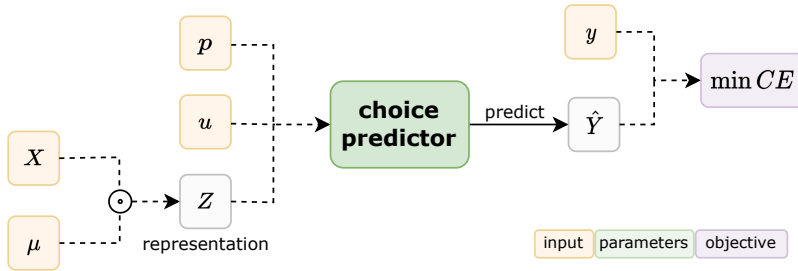 p
y
min CE
choice
predictor
predict
u
Ŷ
X
Z
μ
representation
input
parameters
objective